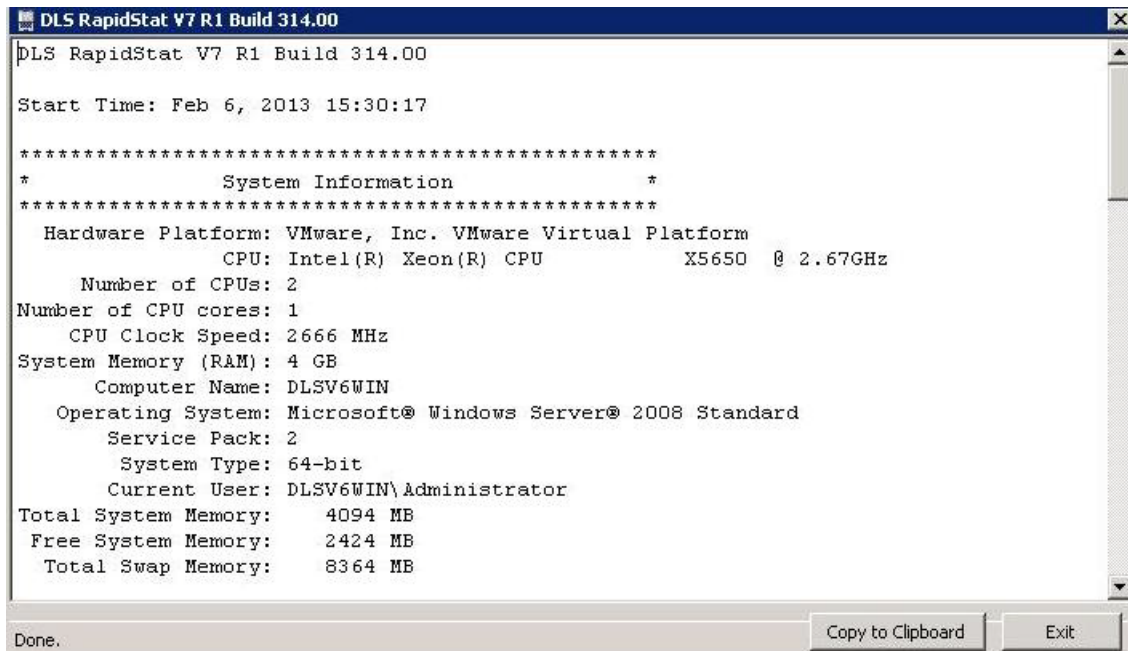 DLS RapidStat V7 R1 Build 314.00
DLS RapidStat V7 R1 Build 314.00
Start Time: Feb 6, 2013 15:30:17
**************************************************
* System Information *
**************************************************
Hardware Platform: VMware, Inc. VMware Virtual Platform
CPU: Intel(R) Xeon(R) CPU X5650 @ 2.67GHz
Number of CPUs: 2
Number of CPU cores: 1
CPU Clock Speed: 2666 MHz
System Memory (RAM): 4 GB
Computer Name: DLSV6WIN
Operating System: Microsoft® Windows Server® 2008 Standard
Service Pack: 2
System Type: 64-bit
Current User: DLSV6WIN\Administrator
Total System Memory: 4094 MB
Free System Memory: 2424 MB
Total Swap Memory: 8364 MB
Done. Copy to Clipboard Exit